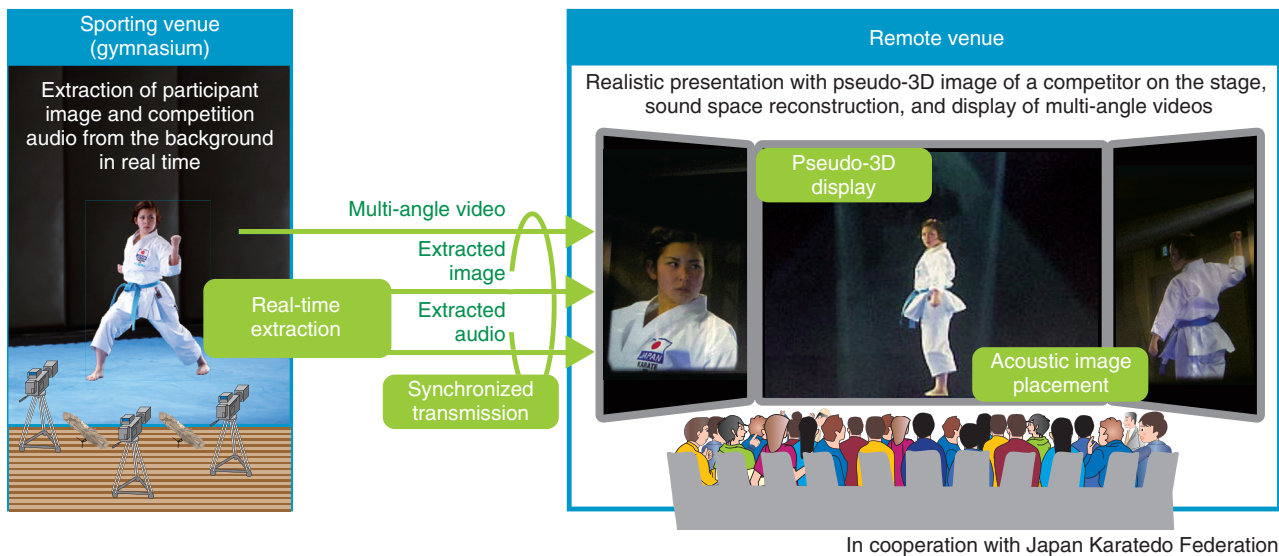 Sporting venue
(gymnasium)
Extraction of participant
image and competition
audio from the background
in real time
Real-time
extraction
Multi-angle video
Extracted
image
Extracted
audio
Synchronized
transmission
Remote venue
Realistic presentation with pseudo-3D image of a competitor on the stage,
sound space reconstruction, and display of multi-angle videos
Pseudo-3D
display
JAPAN
KARATE
Acoustic image
placement
In cooperation with Japan Karatedo Federation